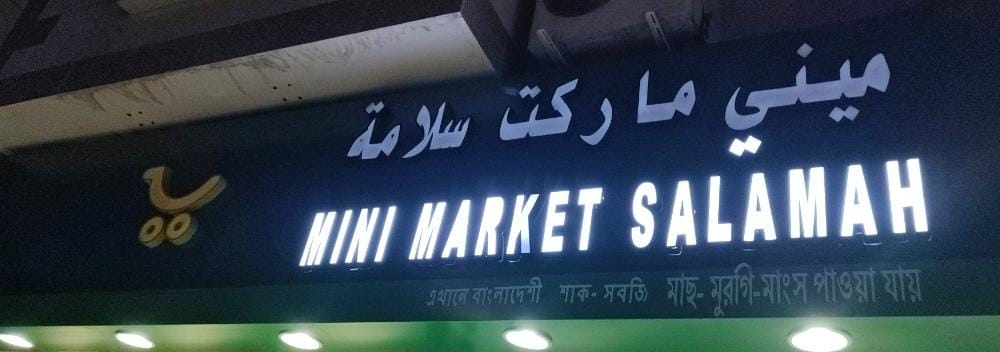 ميني ماركت سلامة
MINI MARKET SALAMAH
এখানে বাংলাদেশী শাক-সবজি মাছ-মুরগি-মাংস পাওয়া যায়